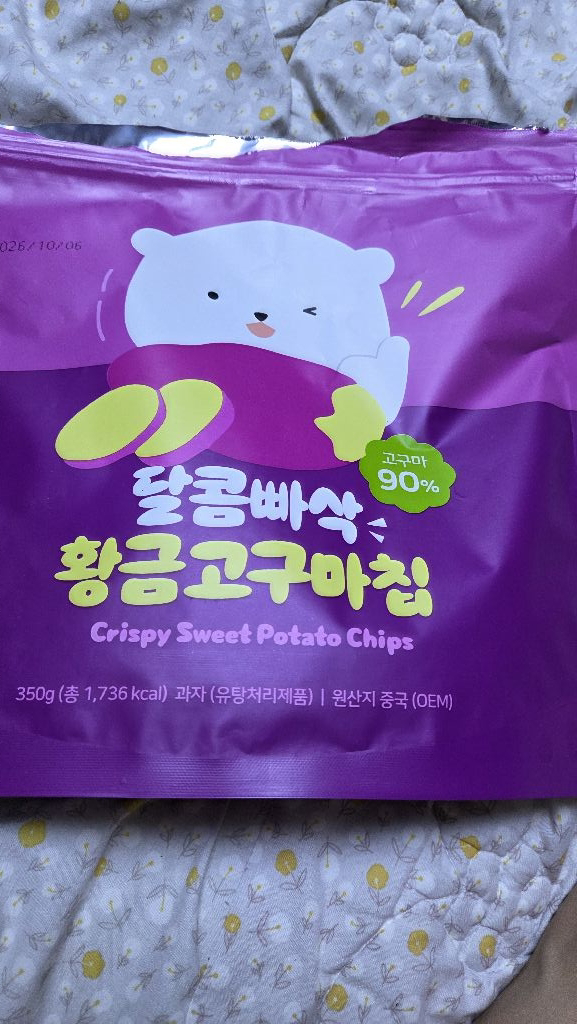 026/10/06
고구마
90%
달콤빠삭
황금고구마칩
Crispy Sweet Potato Chips
350g (총 1,736 kcal) 과자 (유탕처리제품) | 원산지 중국 (OEM)